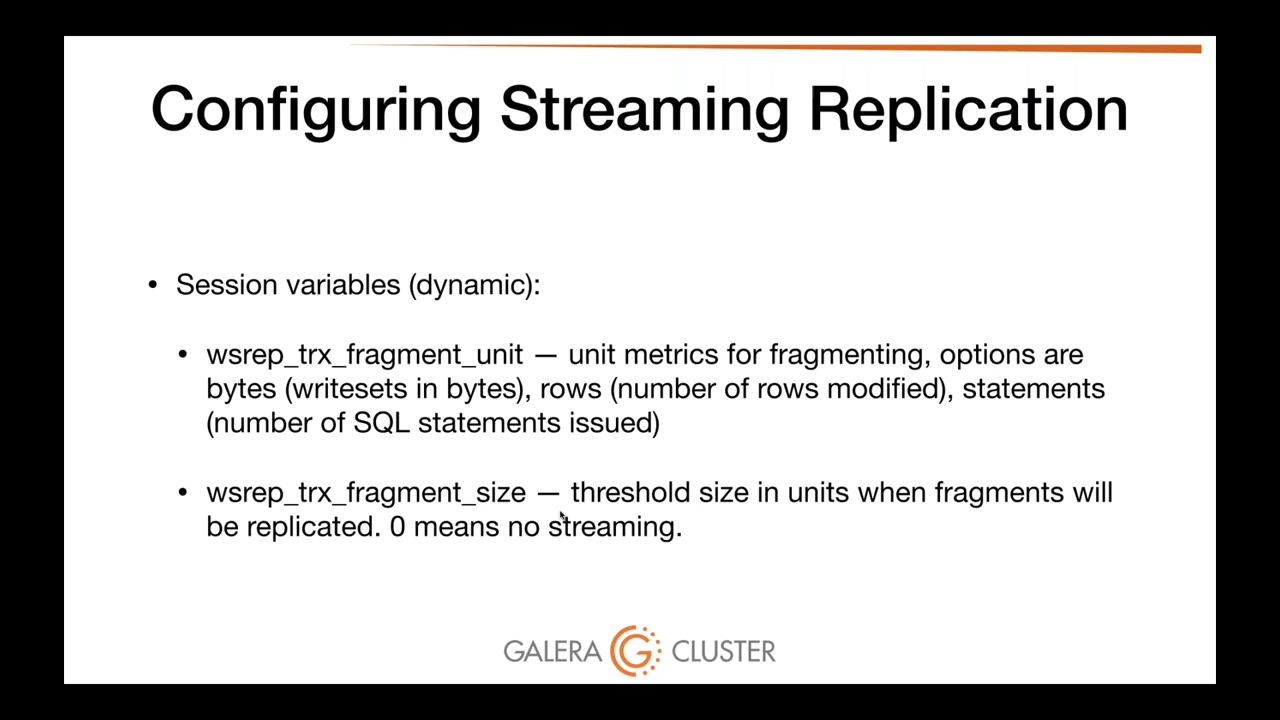 Configuring Streaming Replication
• Session variables (dynamic):
• wsrep_trx_fragment_unit — unit metrics for fragmenting, options are
bytes (writesets in bytes), rows (number of rows modified), statements
(number of SQL statements issued)
• wsrep_trx_fragment_size — threshold size in units when fragments will
be replicated. 0 means no streaming.
GALERA CLUSTER